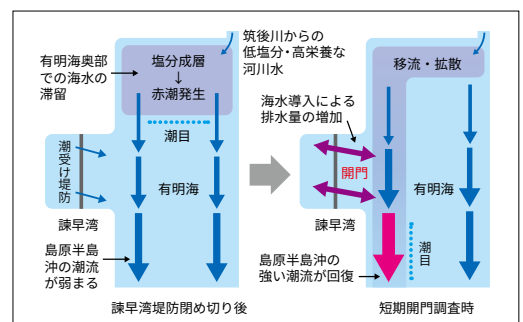 筑後川からの
低塩分・高栄養な
河川水
有明海奥部
での海水の
滞留
塩分成層
↓
赤潮発生
潮目
潮受け堤防
有明海
諫早湾
島原半島
沖の潮流
が弱まる
諫早湾堤防閉め切り後
移流・拡散
海水導入による
排水量の増加
開門
有明海
諫早湾
潮目
島原半島沖の
強い潮流が回復
短期開門調査時